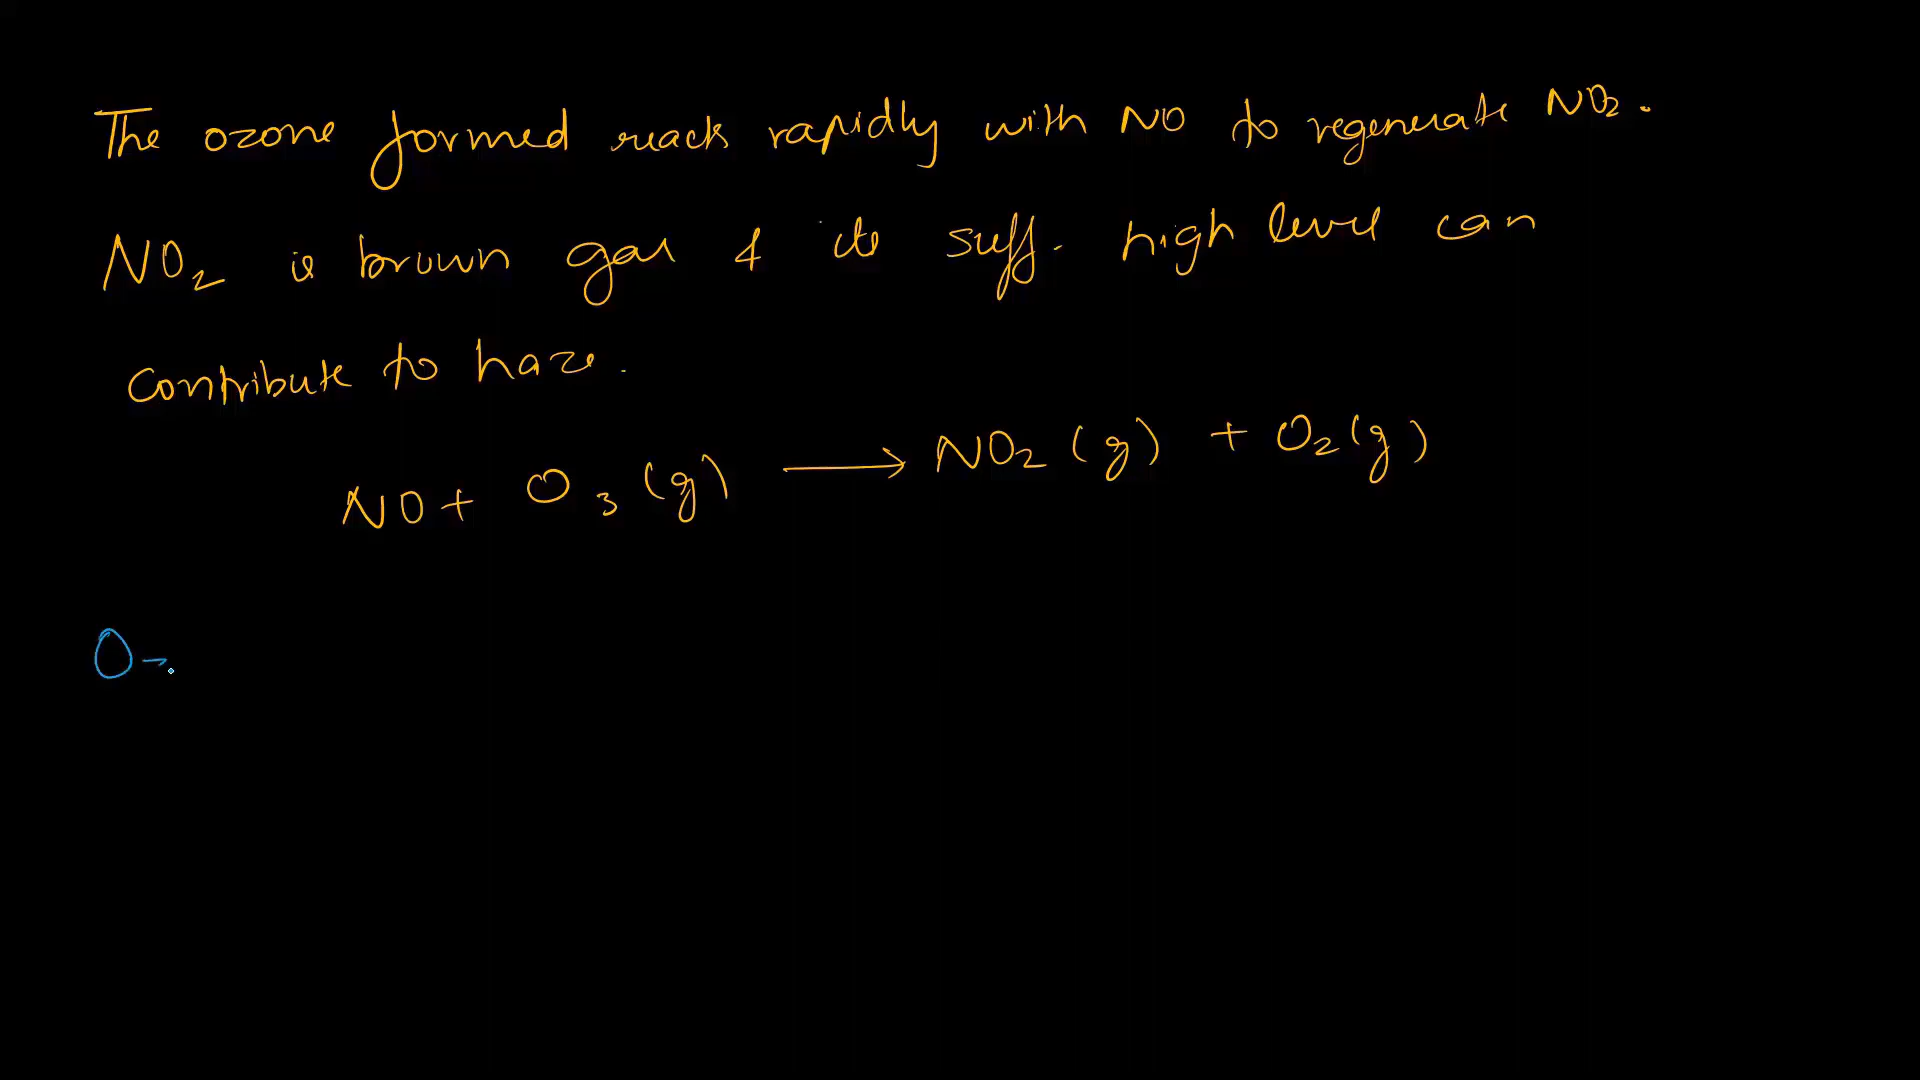 The ozone formed reacts rapidly with NO to regenerate NO2.
NO2 is brown gas & its suff. high level can
contribute to haze.
NO + O3 (g) → NO2 (g) + O2 (g)
O